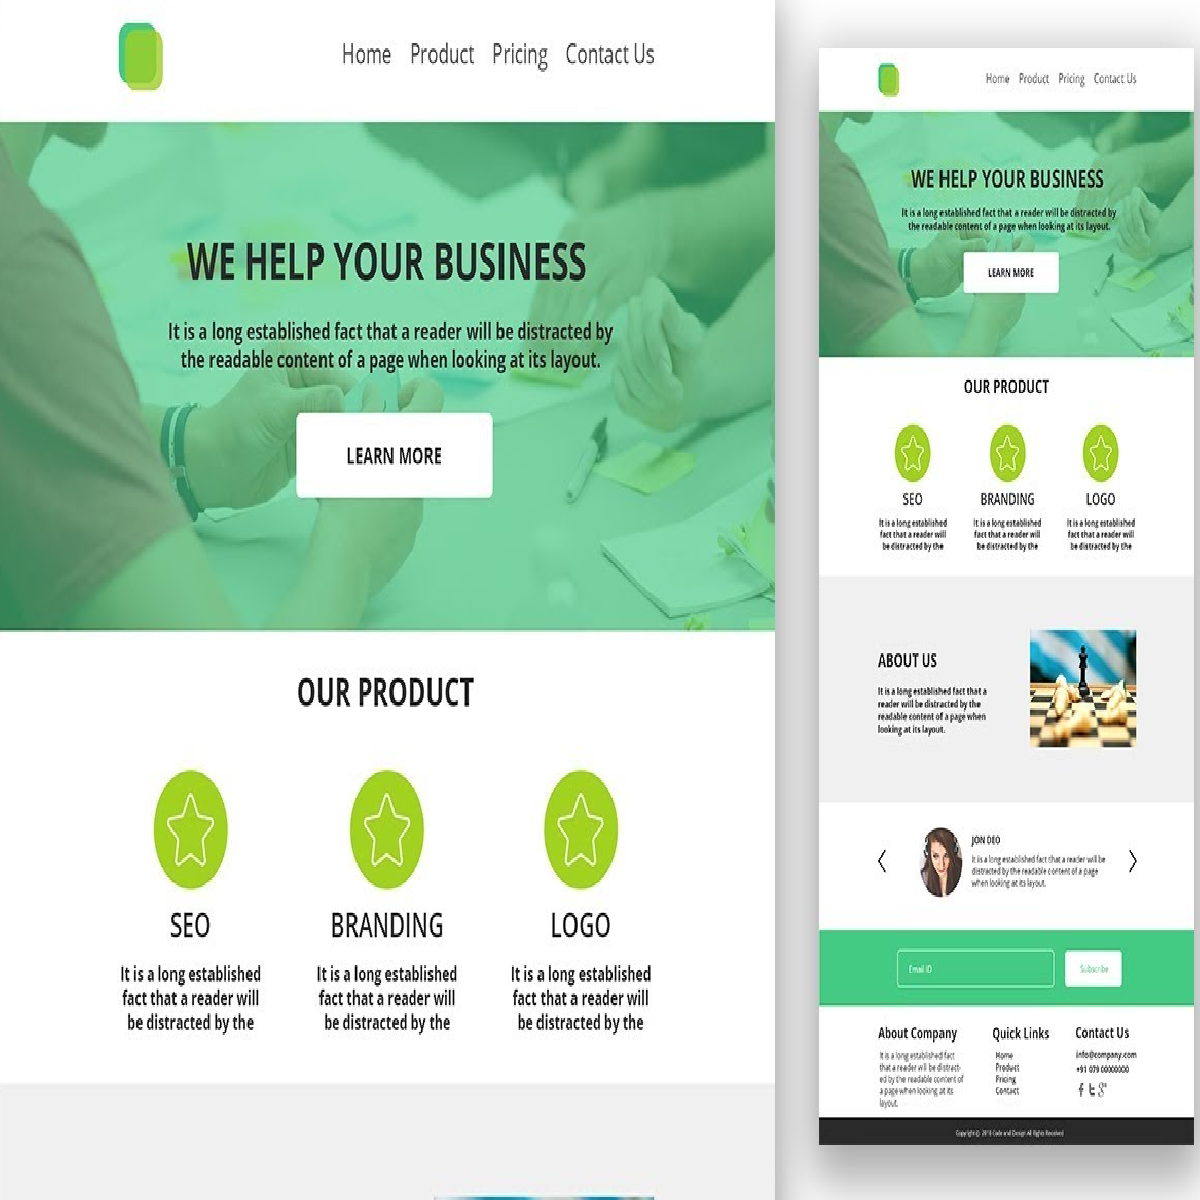 Home Product Pricing Contact Us
WE HELP YOUR BUSINESS
It is a long established fact that a reader will be distracted by
the readable content of a page when looking at its layout.
LEARN MORE
OUR PRODUCT
SEO
It is a long established
fact that a reader will
be distracted by the
BRANDING
It is a long established
fact that a reader will
be distracted by the
LOGO
It is a long established
fact that a reader will
be distracted by the
Home Product Pricing Contact Us
WE HELP YOUR BUSINESS
It is a long established fact that a reader will be distracted by
the readable content of a page when looking at its layout.
LEARN MORE
OUR PRODUCT
SEO
It is a long established
fact that a reader will
be distracted by the
BRANDING
It is a long established
fact that a reader will
be distracted by the
LOGO
It is a long established
fact that a reader will
be distracted by the
ABOUT US
It is a long established fact that a
reader will be distracted by the
readable content of a page when
looking at its layout.
JON DEO
It is a long established fact that a reader will be
distracted by the readable content of a page
when looking at its layout.
Email ID
Subscribe
About Company
It is a long established fact
that a reader will be distract-
ed by the readable content of
a page when looking at its
layout.
Quick Links
Home
Product
Pricing
Contact
Contact Us
info@company.com
+91 079 00000000
Copyright © 2018 Code and Design All Rights Reserved